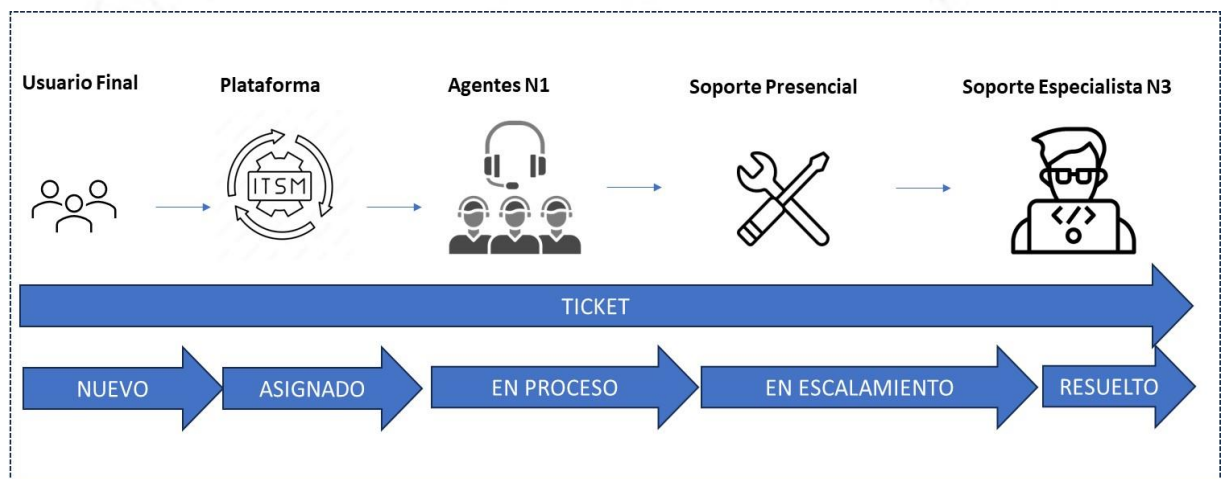 Usuario Final
Plataforma
Agentes N1
Soporte Presencial
Soporte Especialista N3
ITSM
</>
TICKET
NUEVO
ASIGNADO
EN PROCESO
EN ESCALAMIENTO
RESUELTO